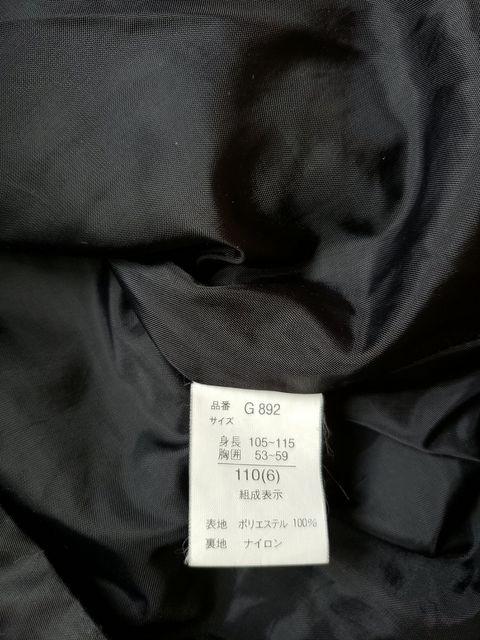 品番 G 892
サイズ
身長 105~115
胸囲 53~59
110(6)
組成表示
表地 ポリエステル 100%
裏地 ナイロン